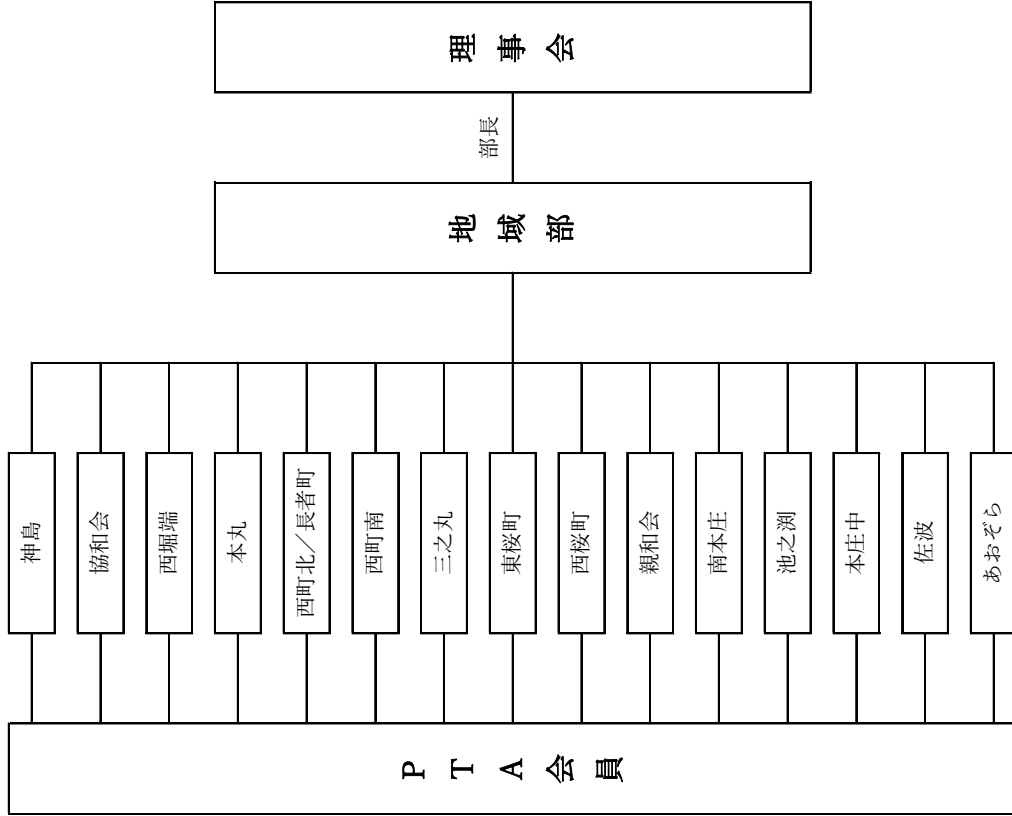 理事会
部長
地域部
神島
協和会
西堀端
本丸
西町北／長者町
西町南
三之丸
東桜町
西桜町
親和会
南本庄
池之渕
本庄中
佐波
あおぞら
ＰＴＡ会員